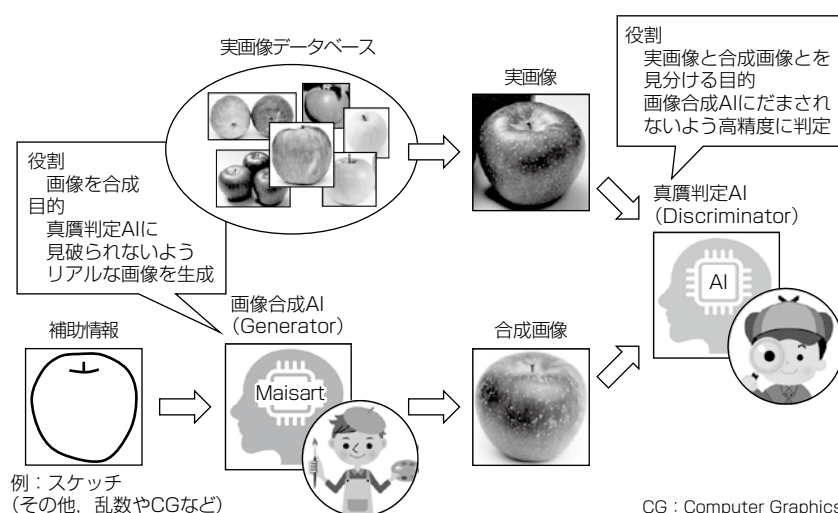 実画像データベース
役割
実画像と合成画像とを
見分ける目的
画像合成AIにだまされ
ないよう高精度に判定
実画像
役割
画像を合成
目的
真贋判定AIに
見破られないよう
リアルな画像を生成
真贋判定AI
(Discriminator)
AI
画像合成AI
(Generator)
補助情報
合成画像
Maisart
例：スケッチ
(その他，乱数やCGなど)
CG：Computer Graphics